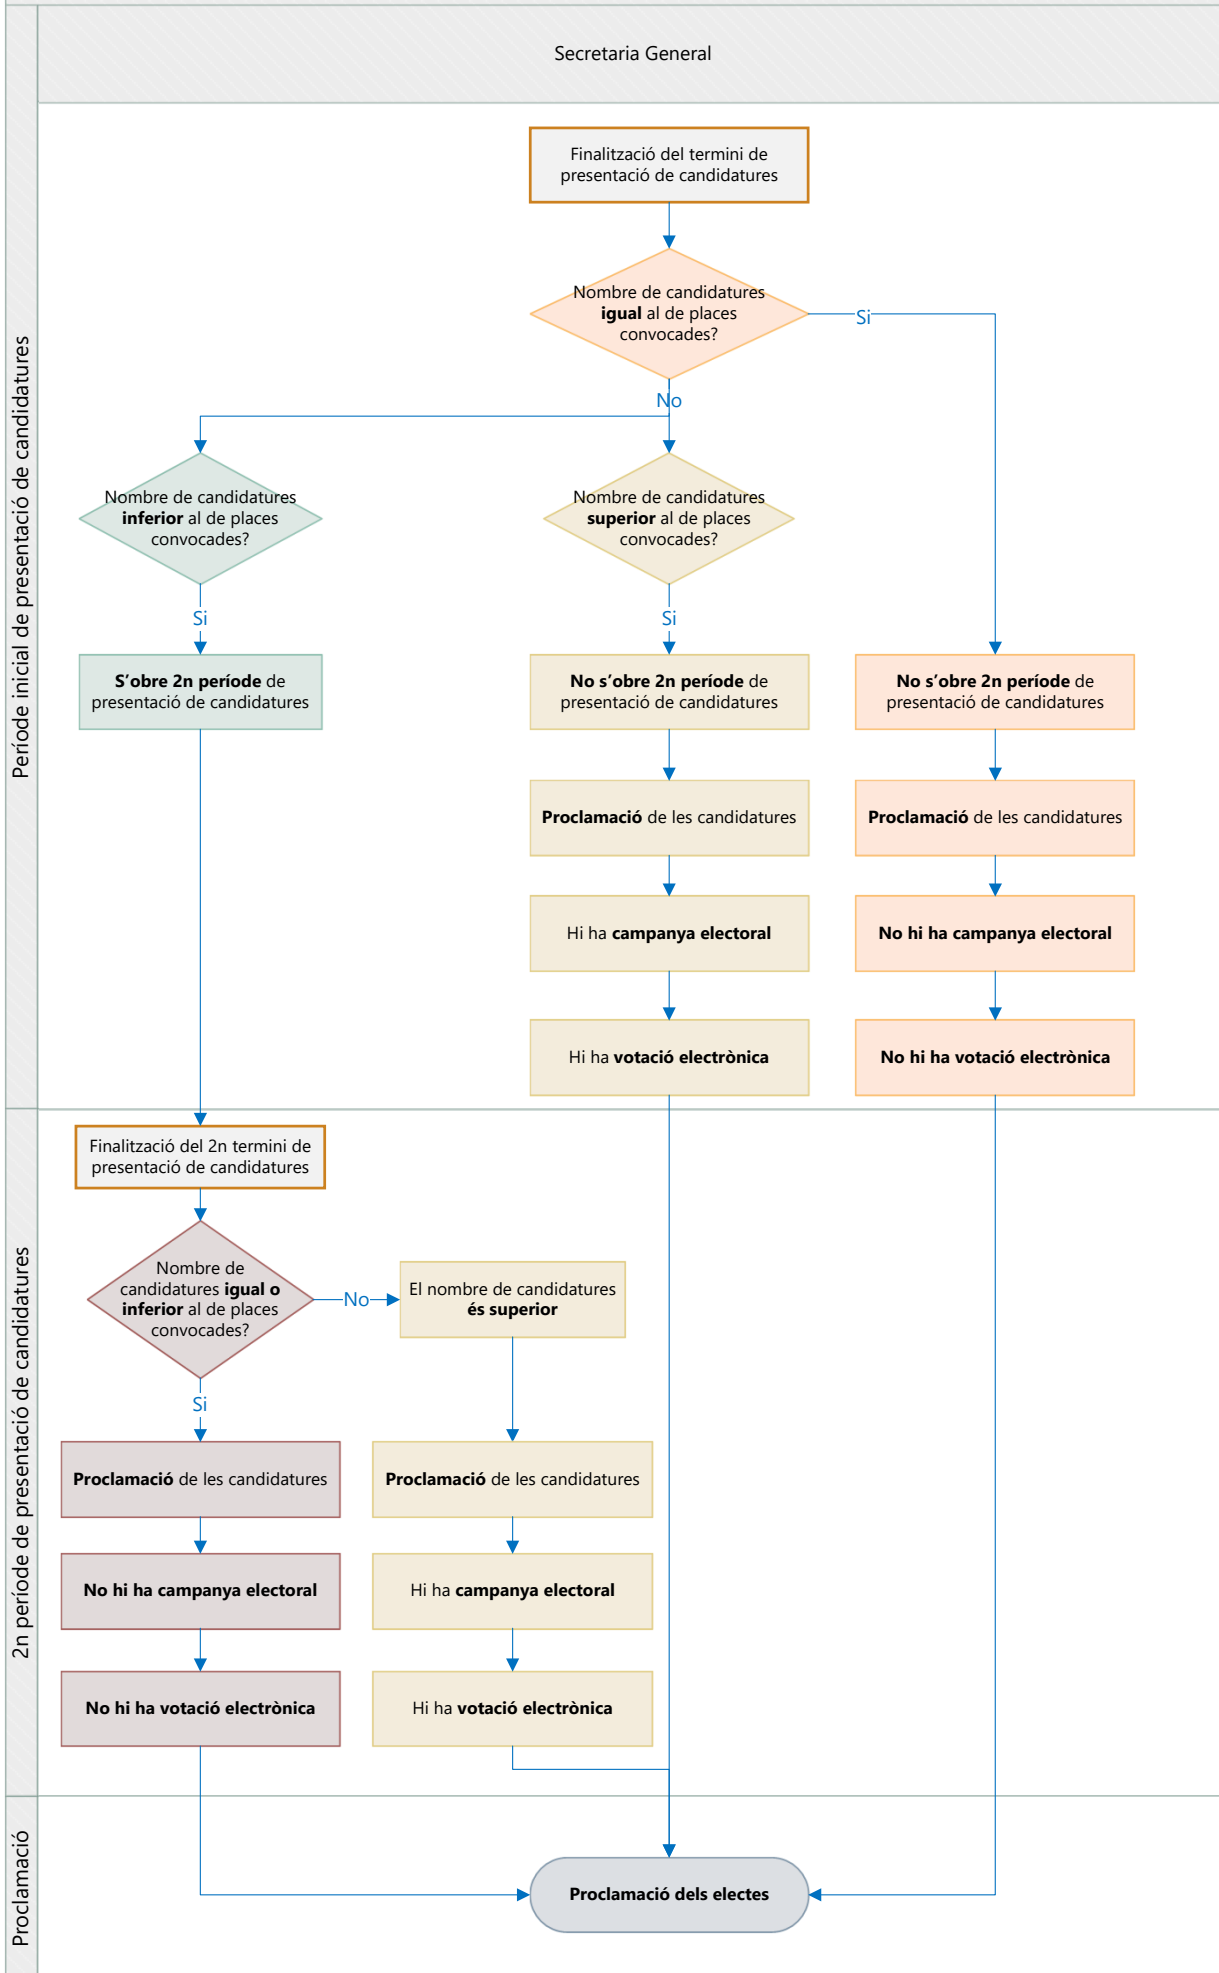 Secretaria General
Període inicial de presentació de candidatures
Finalització del termini de
presentació de candidatures
Nombre de candidatures
igual al de places
convocades?
Si
No
Nombre de candidatures
inferior al de places
convocades?
Nombre de candidatures
superior al de places
convocades?
Si
Si
S’obre 2n període de
presentació de candidatures
No s’obre 2n període de
presentació de candidatures
No s’obre 2n període de
presentació de candidatures
Proclamació de les candidatures
Proclamació de les candidatures
Hi ha campanya electoral
No hi ha campanya electoral
Hi ha votació electrònica
No hi ha votació electrònica
2n període de presentació de candidatures
Finalització del 2n termini de
presentació de candidatures
Nombre de
candidatures igual o
inferior al de places
convocades?
No
El nombre de candidatures
és superior
Si
Proclamació de les candidatures
Proclamació de les candidatures
No hi ha campanya electoral
Hi ha campanya electoral
No hi ha votació electrònica
Hi ha votació electrònica
Proclamació
Proclamació dels electes